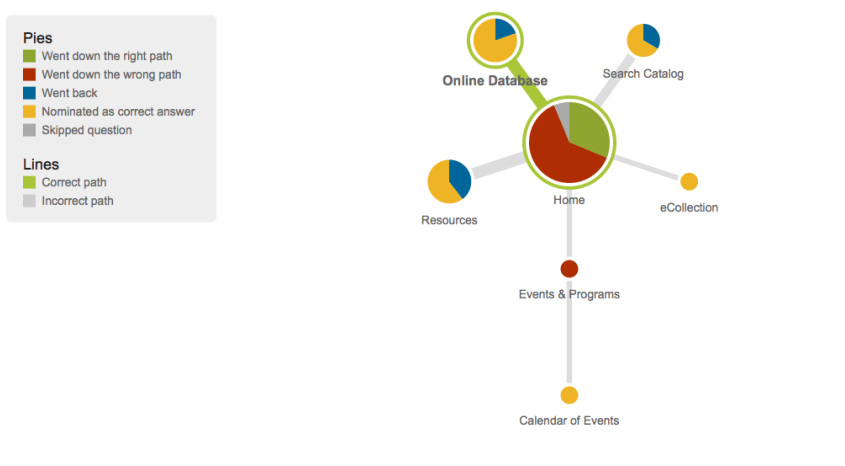 Pies
Went down the right path
Went down the wrong path
Went back
Nominated as correct answer
Skipped question
Lines
Correct path
Incorrect path
Online Database
Search Catalog
Home
eCollection
Resources
Events & Programs
Calendar of Events